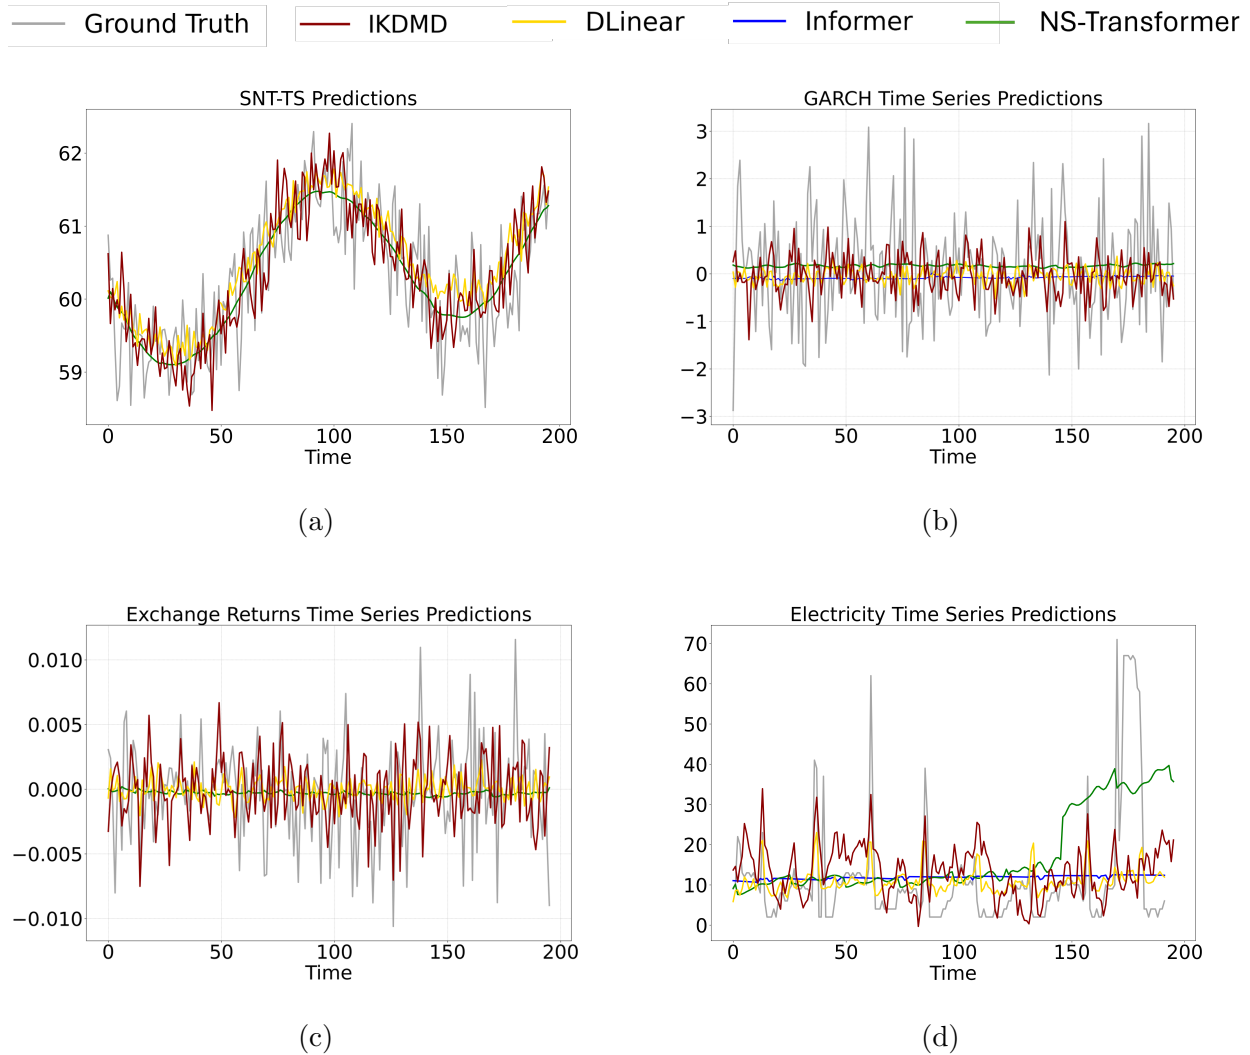 Ground Truth IKDMD DLinear Informer NS-Transformer
SNT-TS Predictions
62
61
60
59
0 50 100 150 200
Time
(a)
GARCH Time Series Predictions
3
2
1
0
−1
−2
−3
0 50 100 150 200
Time
(b)
Exchange Returns Time Series Predictions
0.010
0.005
0.000
−0.005
−0.010
0 50 100 150 200
Time
(c)
Electricity Time Series Predictions
70
60
50
40
30
20
10
0
0 50 100 150 200
Time
(d)